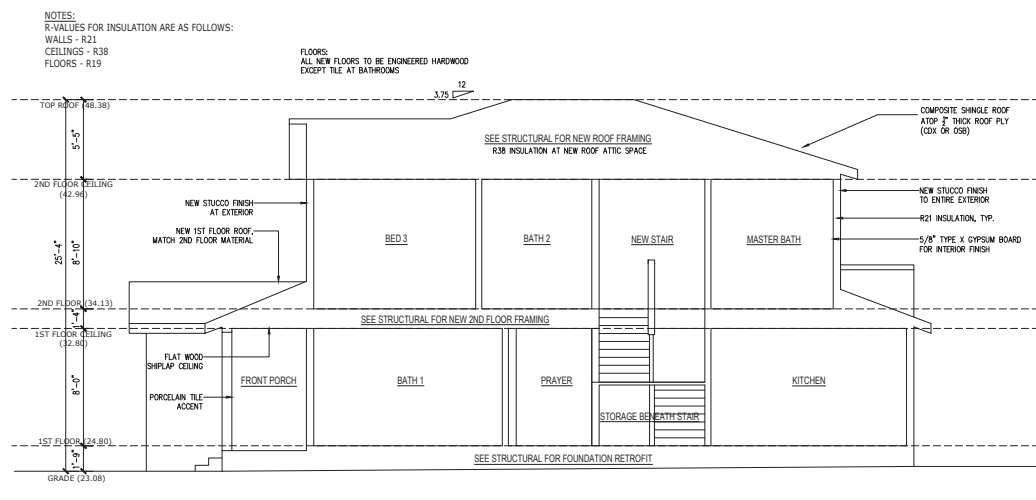 NOTES:
R-VALUES FOR INSULATION ARE AS FOLLOWS:
WALLS - R21
CEILINGS - R38
FLOORS - R19
FLOORS:
ALL NEW FLOORS TO BE ENGINEERED HARDWOOD
EXCEPT TILE AT BATHROOMS
12
3.75
TOP ROOF (48.38)
COMPOSITE SHINGLE ROOF
ATOP 1/2" THICK ROOF PLY
(CDX OR OSB)
5'-5"
SEE STRUCTURAL FOR NEW ROOF FRAMING
R38 INSULATION AT NEW ROOF ATTIC SPACE
2ND FLOOR CEILING
(42.96)
NEW STUCCO FINISH
AT EXTERIOR
NEW STUCCO FINISH
TO ENTIRE EXTERIOR
R21 INSULATION, TYP.
NEW 1ST FLOOR ROOF,
MATCH 2ND FLOOR MATERIAL
BED 3
BATH 2
NEW STAIR
MASTER BATH
5/8" TYPE X GYPSUM BOARD
FOR INTERIOR FINISH
25'-4"
8'-10"
2ND FLOOR (34.13)
1'-4"
SEE STRUCTURAL FOR NEW 2ND FLOOR FRAMING
1ST FLOOR CEILING
(32.80)
FLAT WOOD
SHIPLAP CEILING
8'-0"
FRONT PORCH
BATH 1
PRAYER
KITCHEN
PORCELAIN TILE
ACCENT
STORAGE BENEATH STAIR
1ST FLOOR (24.80)
1'-9"
SEE STRUCTURAL FOR FOUNDATION RETROFIT
GRADE (23.08)